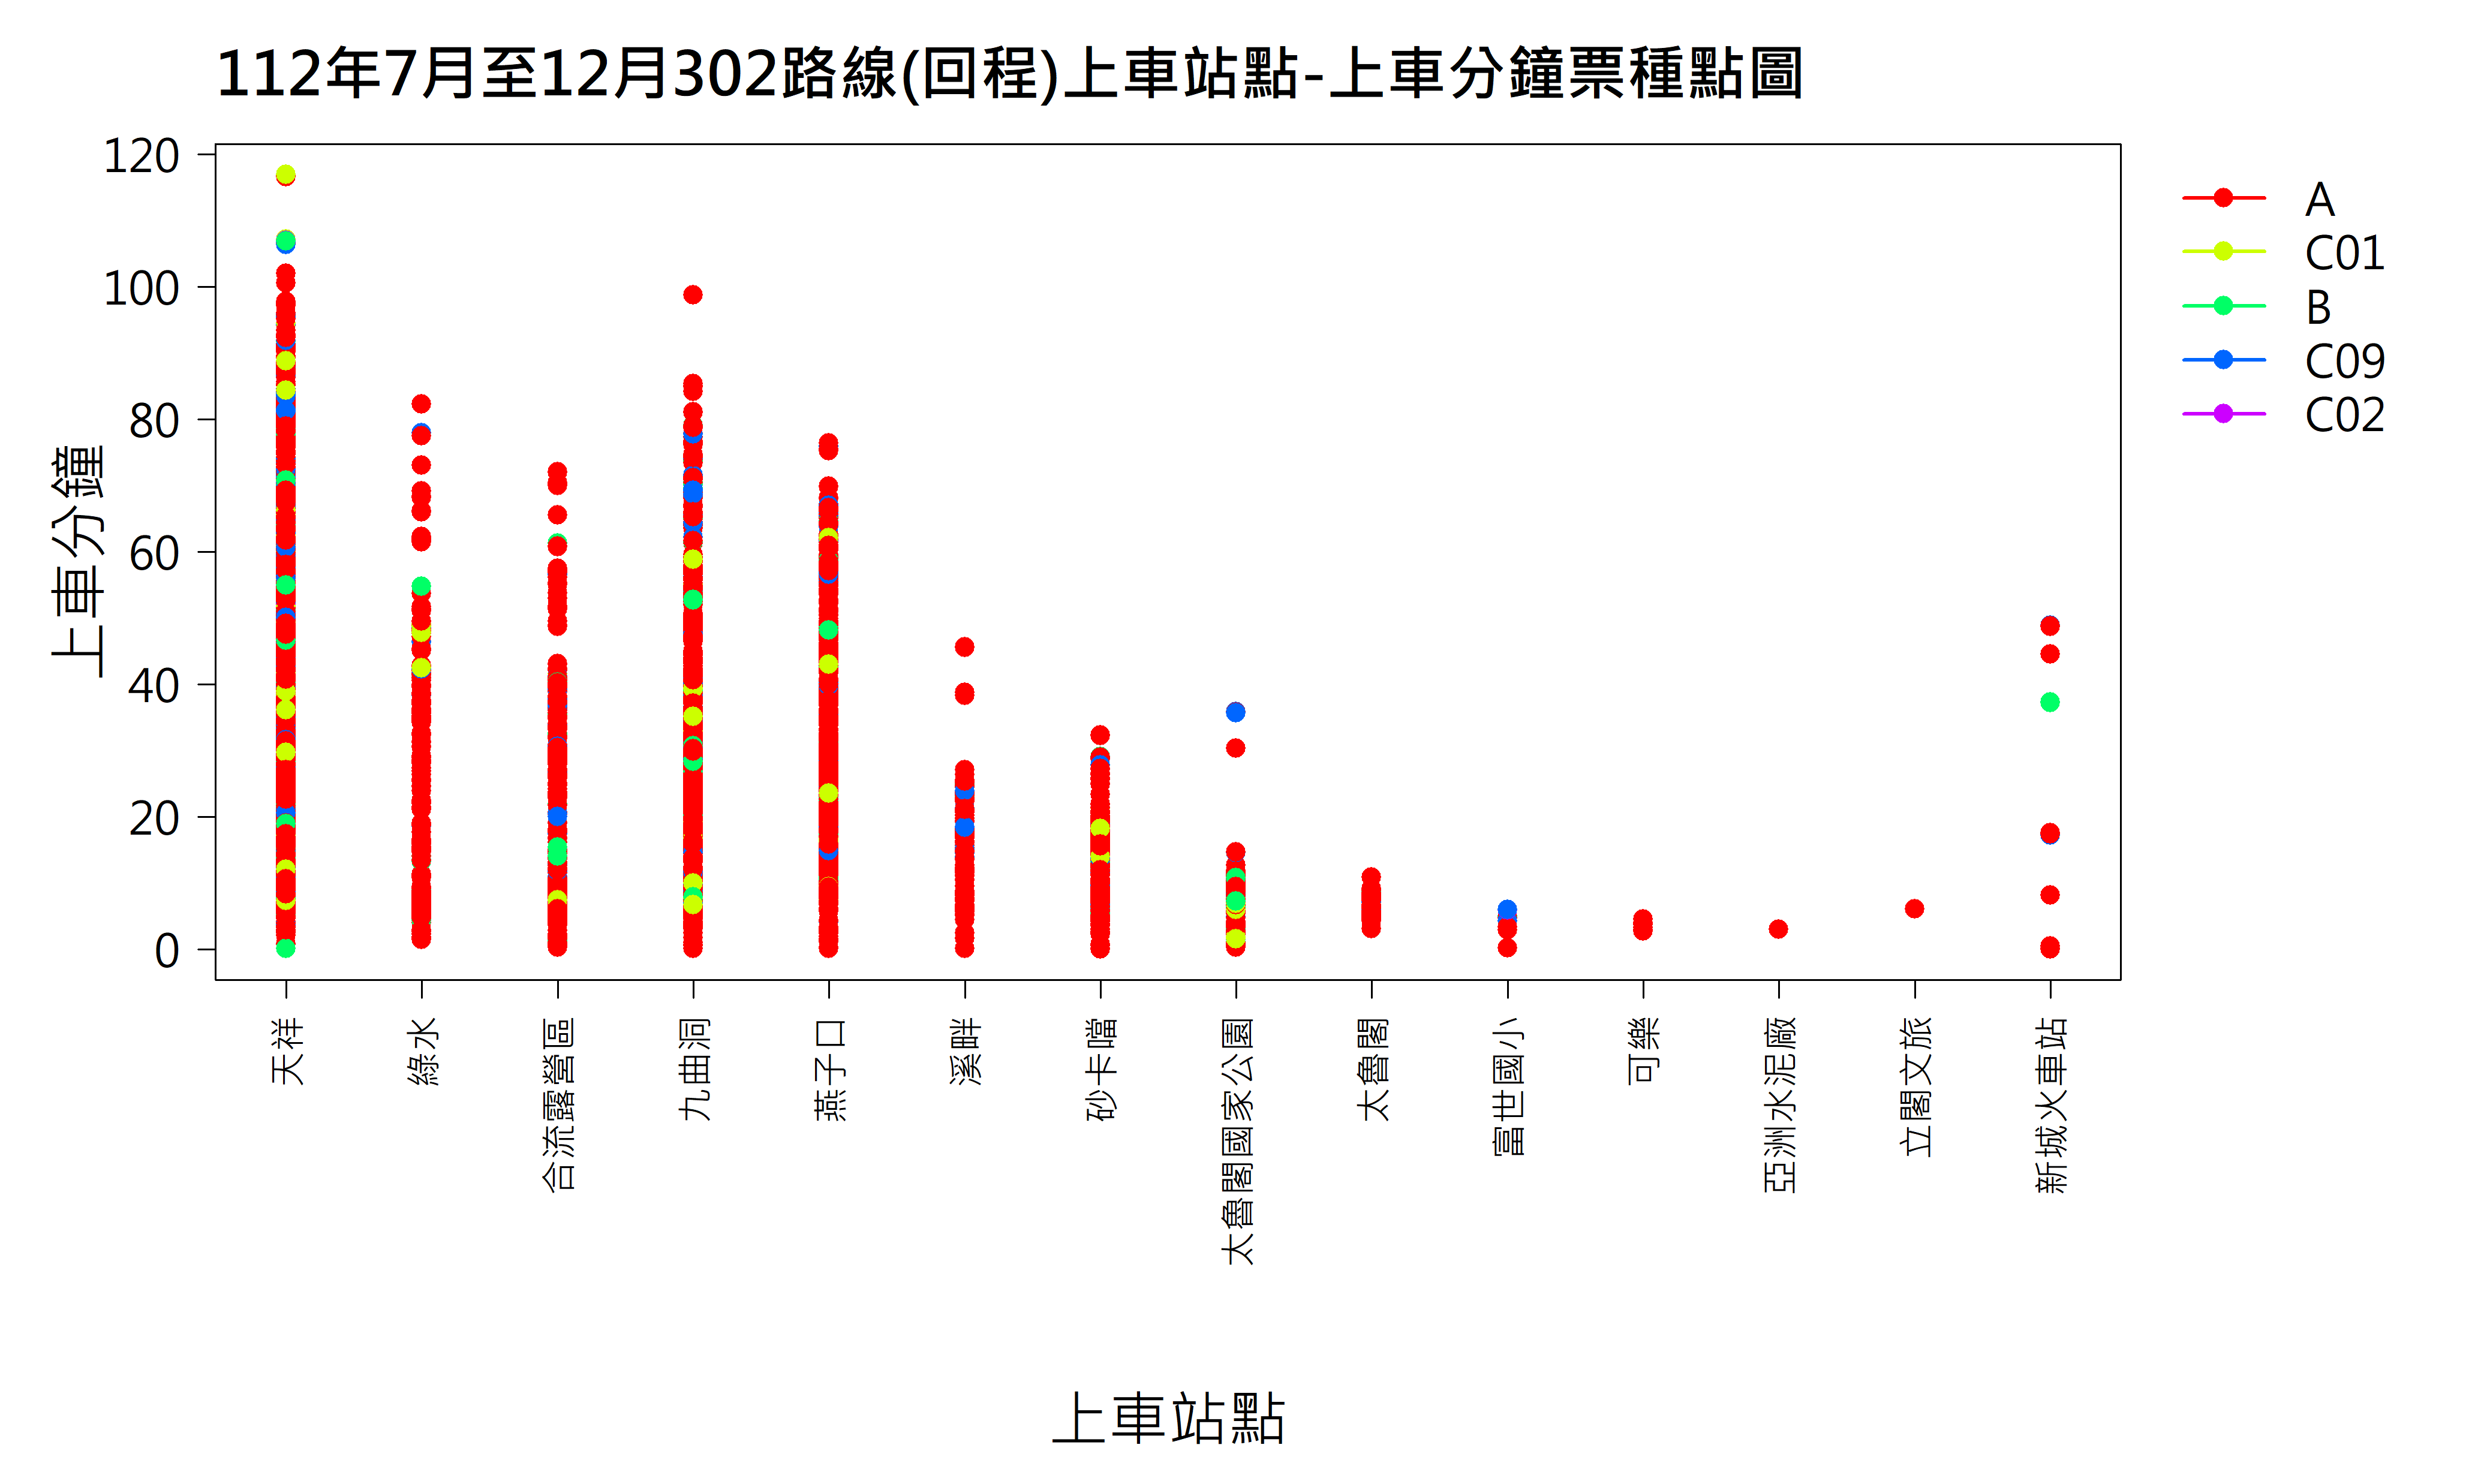 112年7月至12月302路線(回程)上車站點-上車分鐘票種點圖
上車分鐘
120
100
80
60
40
20
0
A
C01
B
C09
C02
天祥
綠水
合流露營區
九曲洞
燕子口
溪畔
砂卡噹
太魯閣國家公園
太魯閣
富世國小
可樂
亞洲水泥廠
立閣文旅
新城火車站
上車站點